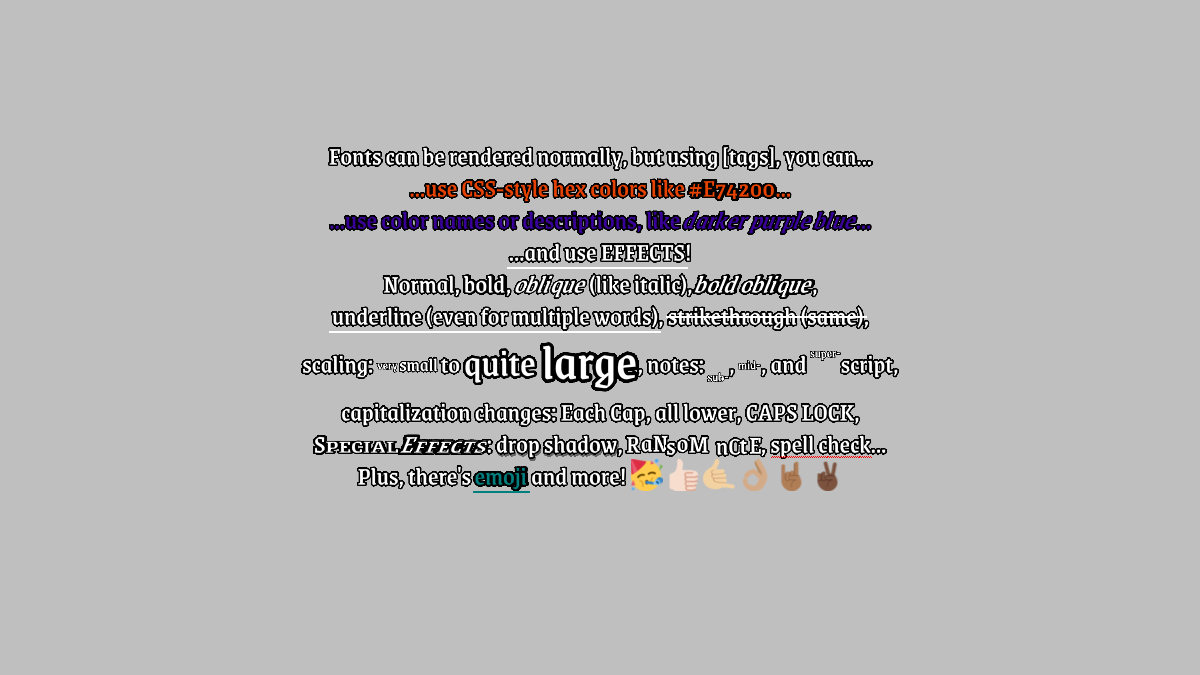 Fonts can be rendered normally, but using [tags], you can...
...use CSS-style hex colors like #E74200...
...use color names or descriptions, like darker purple blue...
...and use EFFECTS!
Normal, bold, oblique (like italic), bold oblique,
underline (even for multiple words), strikethrough (same),
scaling: very small to quite large, notes: sub-, mid-, and super- script,
capitalization changes: Each Cap, all lower, CAPS LOCK,
Special Effects: drop shadow, RaNsoM nOtE, spell check...
Plus, there's emoji and more! 🥳👍🏻🤙🏼👌🏽🤘🏾✌🏿